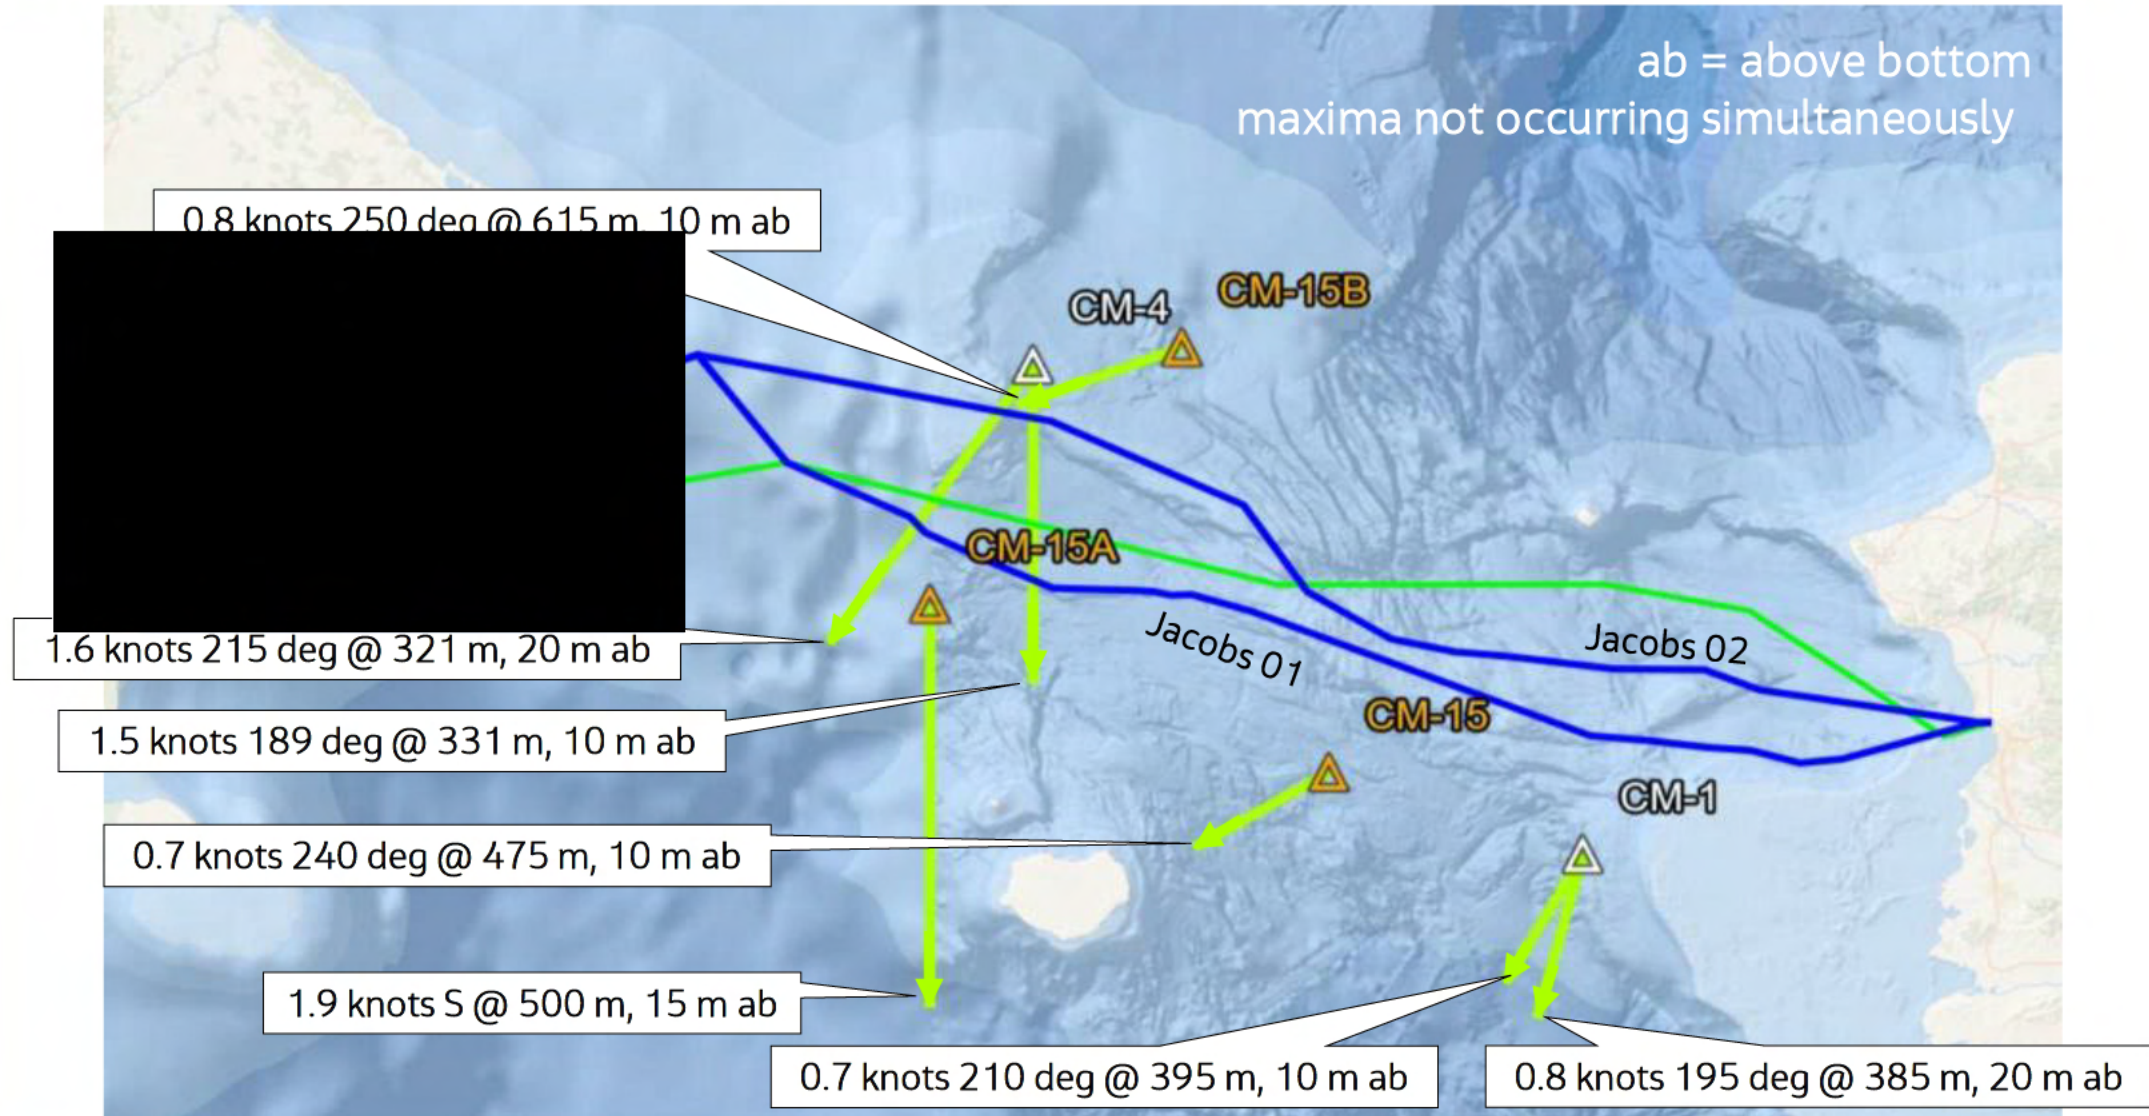 ab = above bottom
maxima not occurring simultaneously
0.8 knots 250 deg @ 615 m, 10 m ab
CM-15B
CM-4
CM-15A
1.6 knots 215 deg @ 321 m, 20 m ab
Jacobs 01
Jacobs 02
CM-15
1.5 knots 189 deg @ 331 m, 10 m ab
CM-1
0.7 knots 240 deg @ 475 m, 10 m ab
1.9 knots S @ 500 m, 15 m ab
0.7 knots 210 deg @ 395 m, 10 m ab
0.8 knots 195 deg @ 385 m, 20 m ab